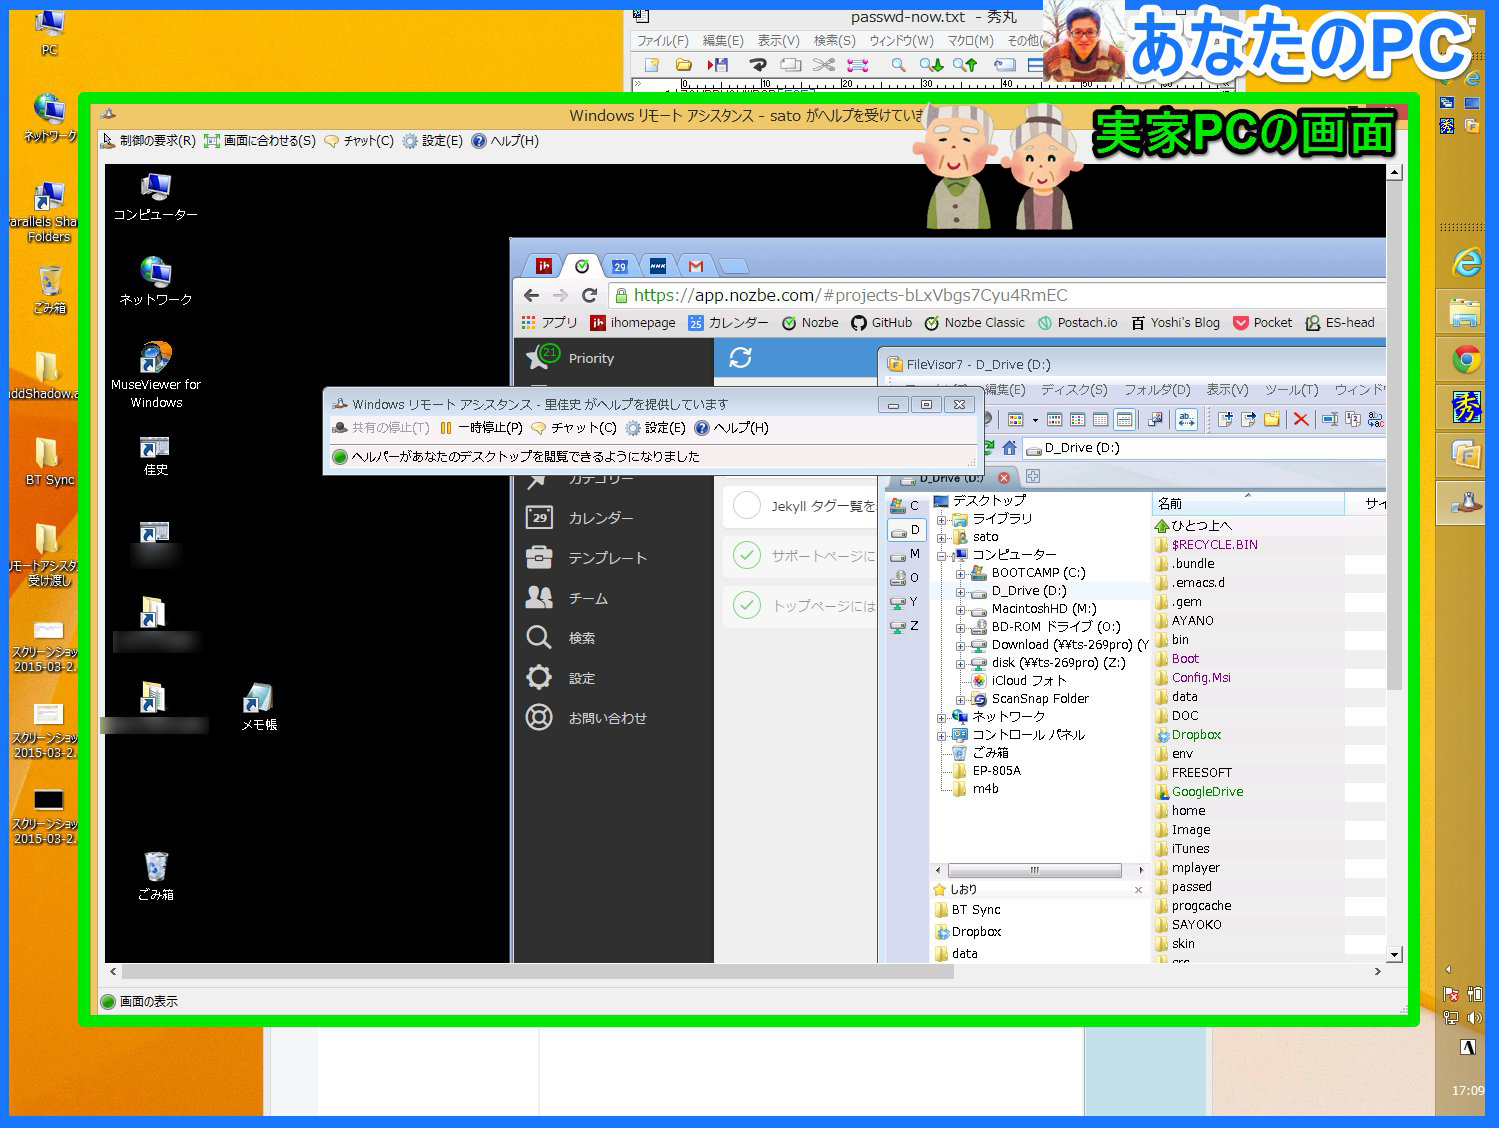 PC
passwd-now.txt - 秀丸
ファイル(F) 編集(E) 表示(V) 検索(S) ウィンドウ(W) マクロ(M) その他(
あなたのPC
ネットワーク
Windows リモート アシスタンス - sato がヘルプを受けていま
実家PCの画面
制御の要求(R) 画面に合わせる(S) チャット(C) 設定(E) ヘルプ(H)
コンピューター
arallels Sha
Folders
ごみ箱
ネットワーク
https://app.nozbe.com/#projects-bLxVbgs7Cyu4RmEC
アプリ ihomepage カレンダー Nozbe GitHub Nozbe Classic Postach.io Yoshi's Blog Pocket ES-head
21 Priority
FileVisor7 - D_Drive (D:)
編集(E) ディスク(S) フォルダ(D) 表示(V) ツール(T) ウィンド
MuseViewer for
Windows
ddShadow.a
Windows リモート アシスタンス - 里佳史 がヘルプを提供しています
共有の停止(T) 一時停止(P) チャット(C) 設定(E) ヘルプ(H)
ヘルパーがあなたのデスクトップを閲覧できるようになりました
D_Drive (D:)
D_Drive (D:)
佳史
BT Sync
カテゴリー
29 カレンダー
テンプレート
チーム
検索
設定
お問い合わせ
Jekyll タグ一覧を
サポートページに
トップページには
C
D
M
O
Y
Z
デスクトップ
ライブラリ
sato
コンピューター
BOOTCAMP (C:)
D_Drive (D:)
MacintoshHD (M:)
BD-ROM ドライブ (O:)
Download (¥¥ts-269pro) (Y
disk (¥¥ts-269pro) (Z:)
iCloud フォト
ScanSnap Folder
ネットワーク
コントロール パネル
ごみ箱
EP-805A
m4b
しおり
BT Sync
Dropbox
data
名前 サイ
ひとつ上へ
$RECYCLE.BIN
.bundle
.emacs.d
.gem
AYANO
bin
Boot
Config.Msi
data
DOC
Dropbox
env
FREESOFT
GoogleDrive
home
Image
iTunes
mplayer
passed
progcache
SAYOKO
skin
モートアシスタ
受け渡し
スクリーンショッ
2015-03-2.
スクリーンショッ
2015-03-2.
スクリーンショッ
2015-03-2.
メモ帳
ごみ箱
画面の表示
A
17:09